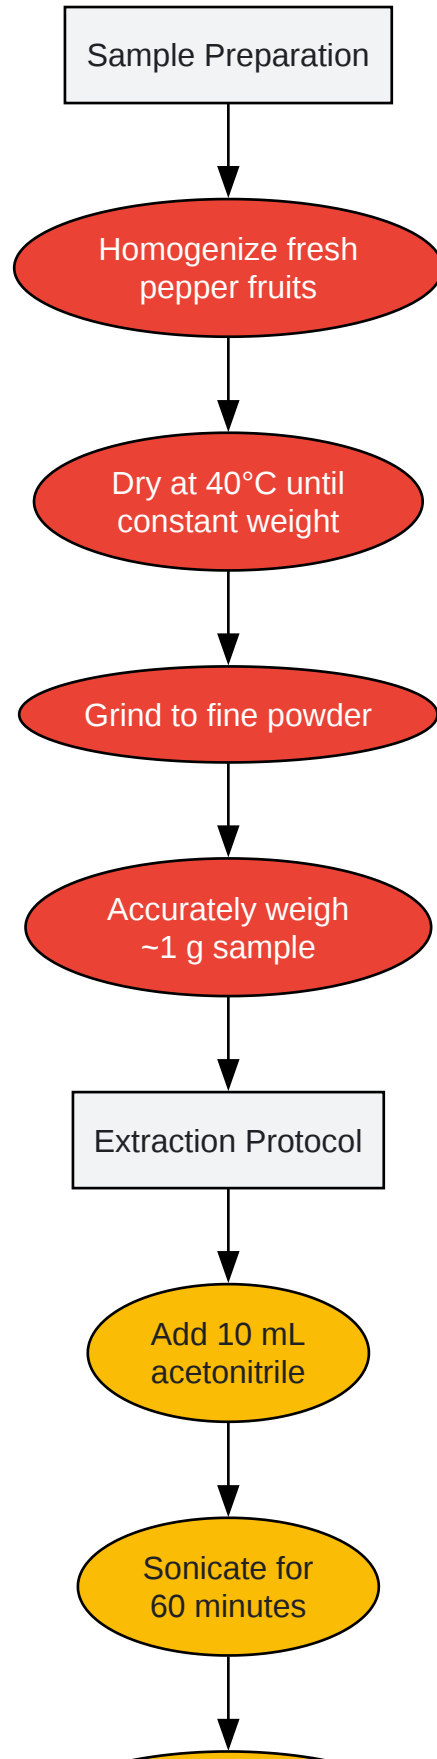 Sample Preparation
Homogenize fresh
pepper fruits
Dry at 40°C until
constant weight
Grind to fine powder
Accurately weigh
~1 g sample
Extraction Protocol
Add 10 mL
acetonitrile
Sonicate for
60 minutes